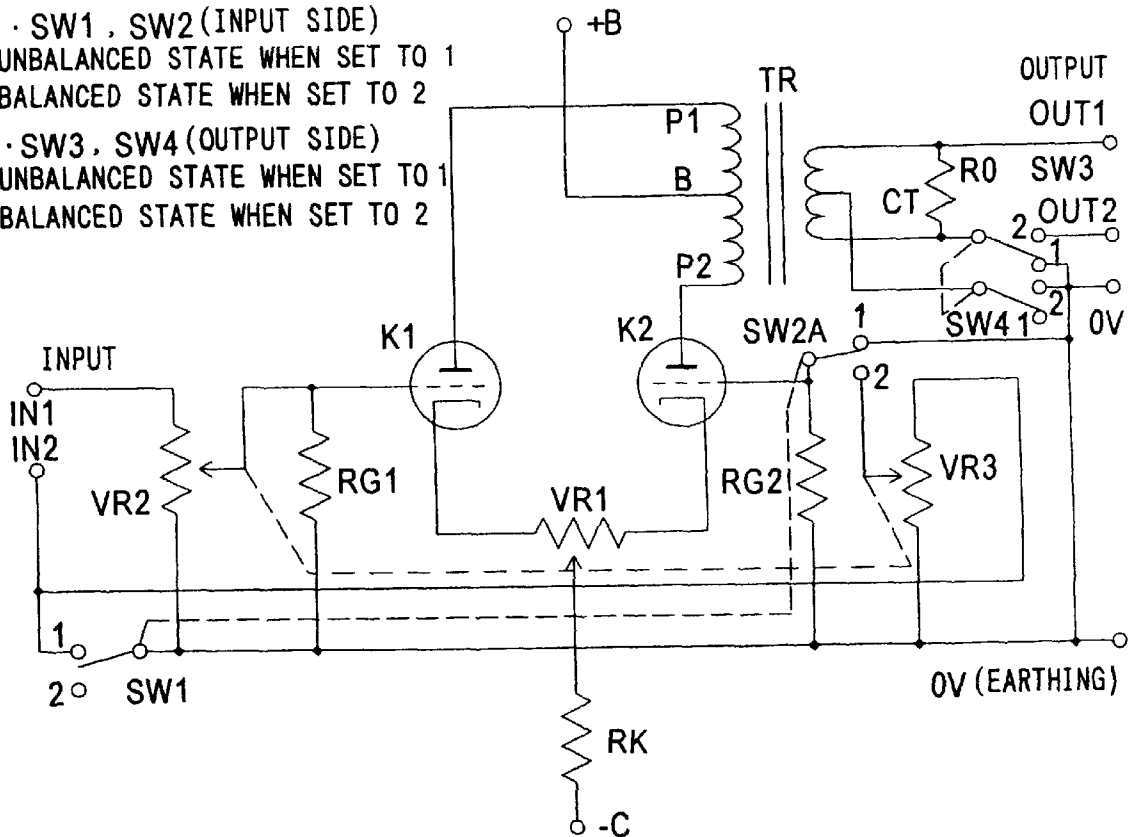 · SW1, SW2 (INPUT SIDE)
UNBALANCED STATE WHEN SET TO 1
BALANCED STATE WHEN SET TO 2
· SW3, SW4 (OUTPUT SIDE)
UNBALANCED STATE WHEN SET TO 1
BALANCED STATE WHEN SET TO 2
+B
TR
OUTPUT
OUT1
P1
B
P2
R0
SW3
CT
OUT2
2
1
2
SW4 1
0V
K1
K2
SW2A
1
2
INPUT
IN1
IN2
VR2
RG1
VR1
RG2
VR3
1
2
SW1
0V (EARTHING)
RK
-C